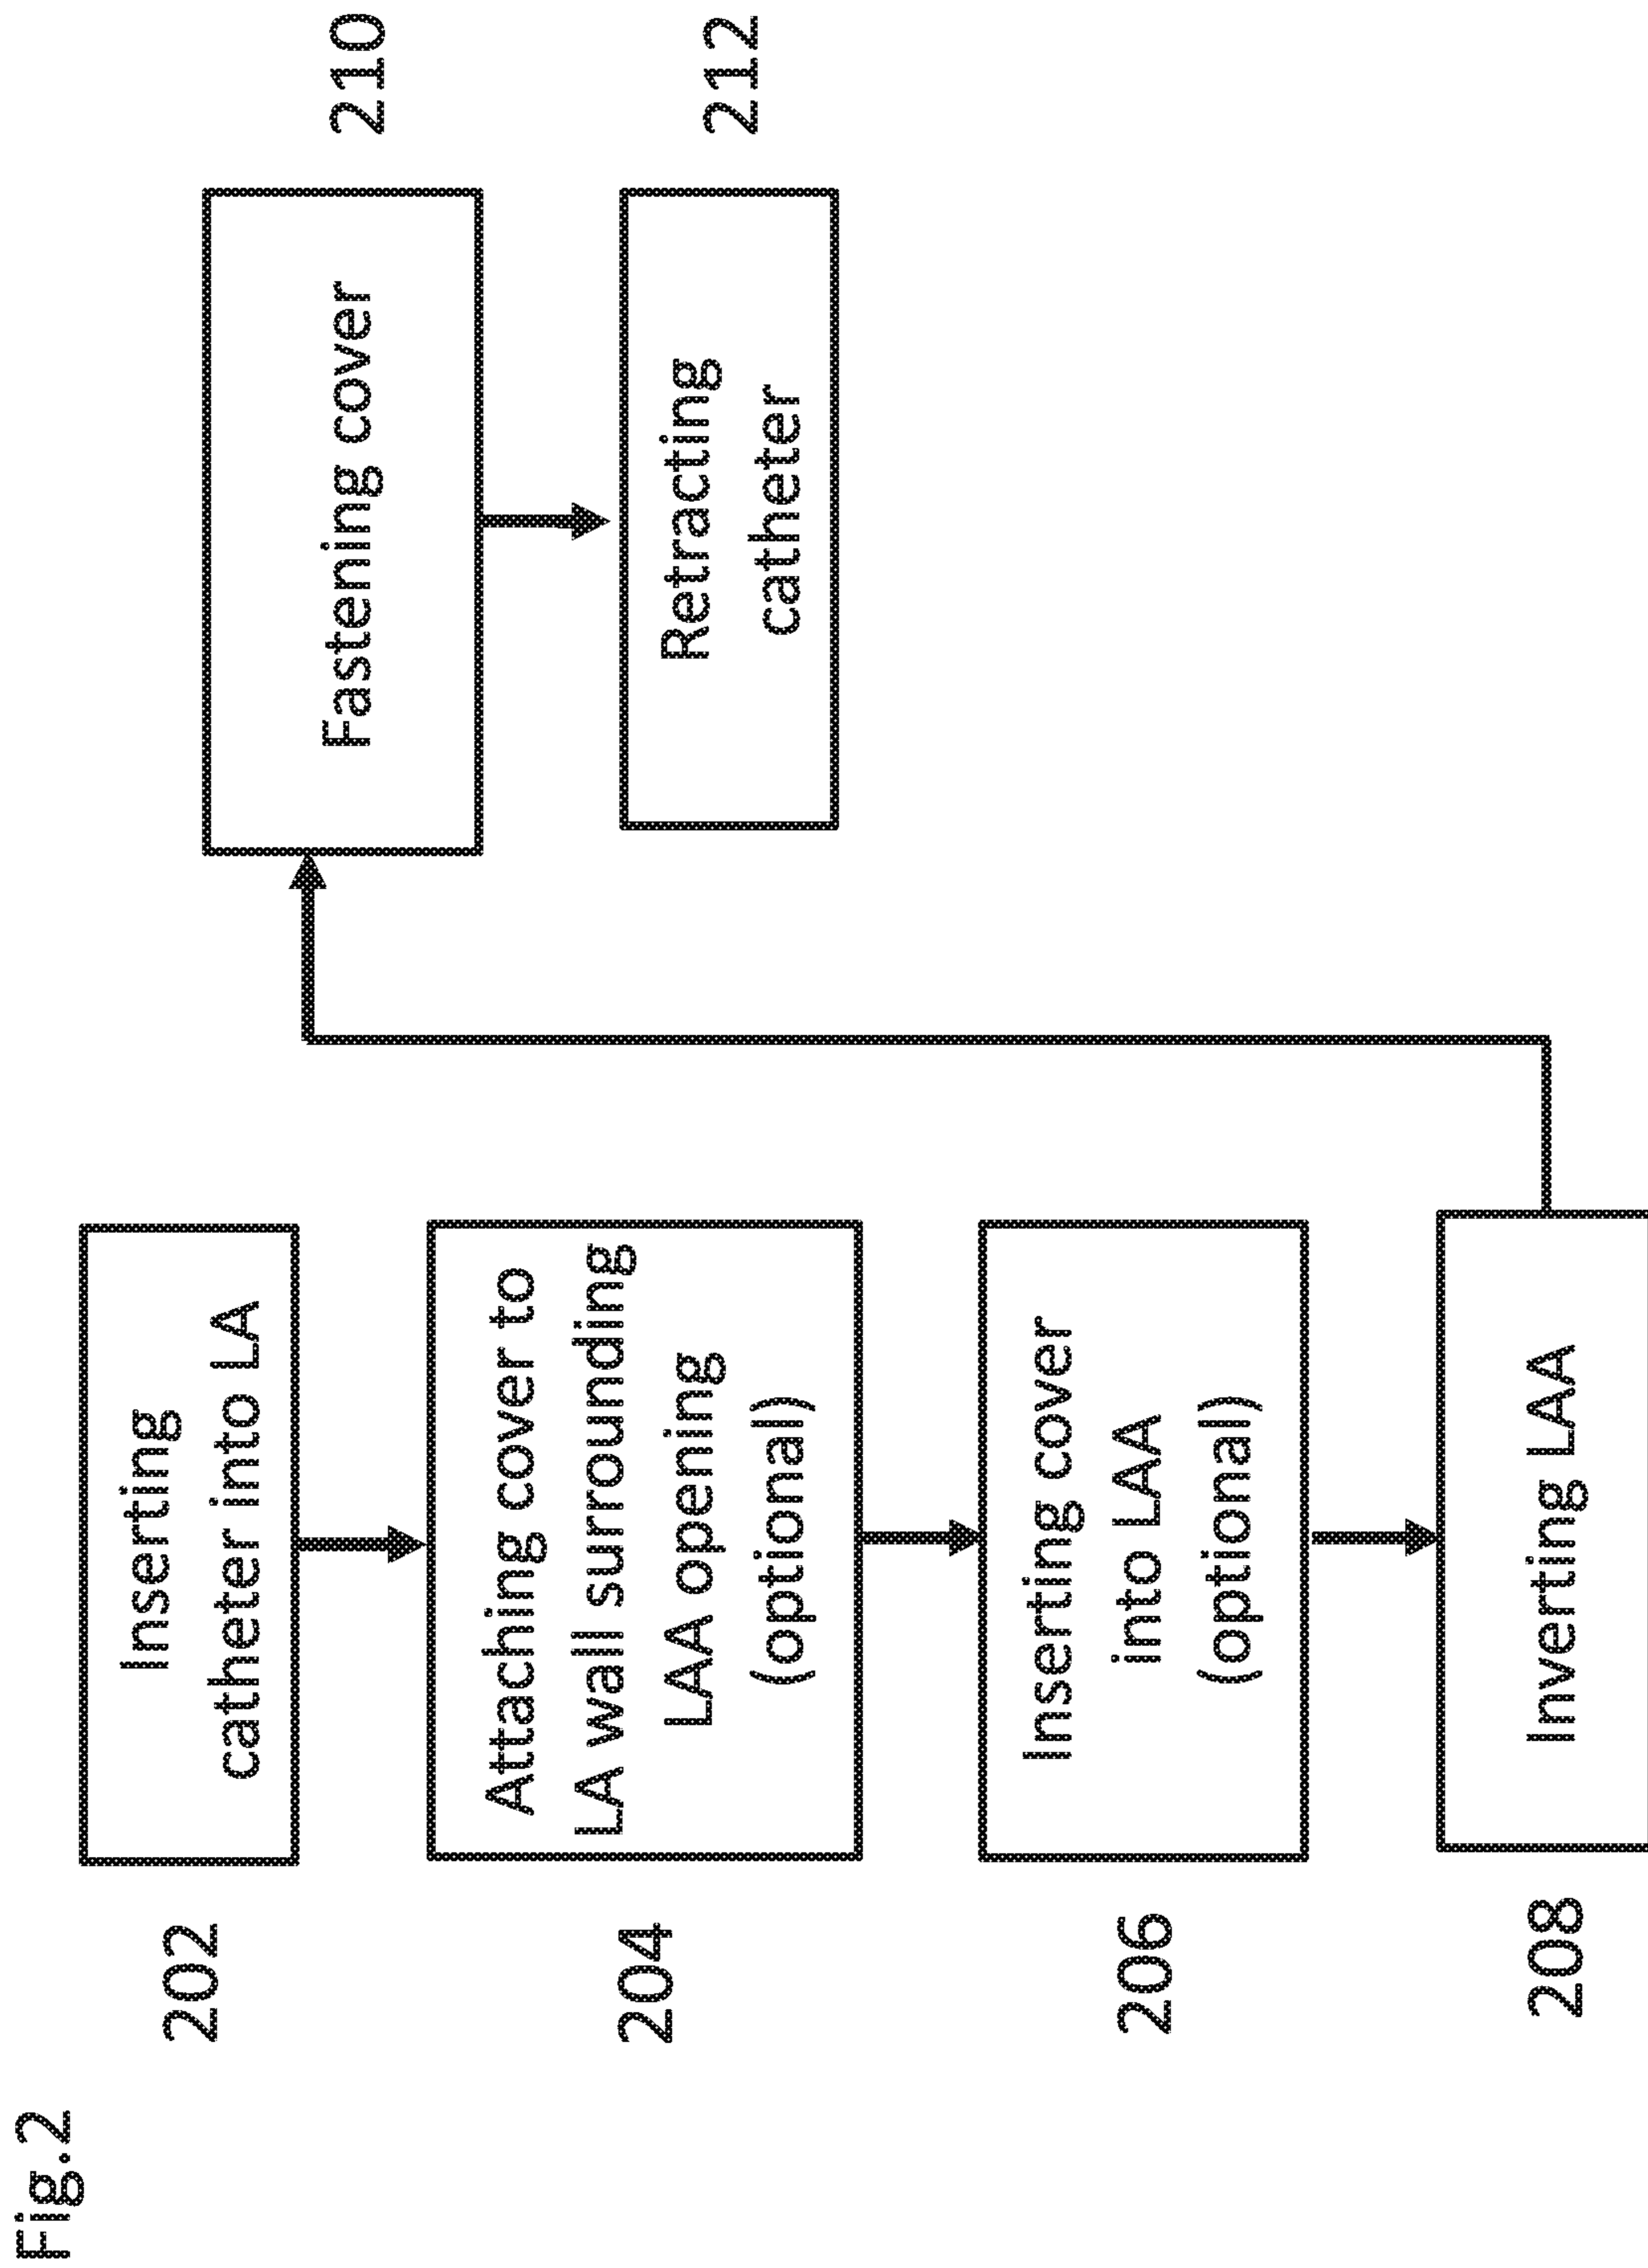 Fig.2
202
Inserting
catheter into LA
204
Attaching cover to
LA wall surrounding
LAA opening
(optional)
206
Inserting cover
into LAA
(optional)
208
Inverting LAA
Fastening cover
210
Retracting
catheter
212